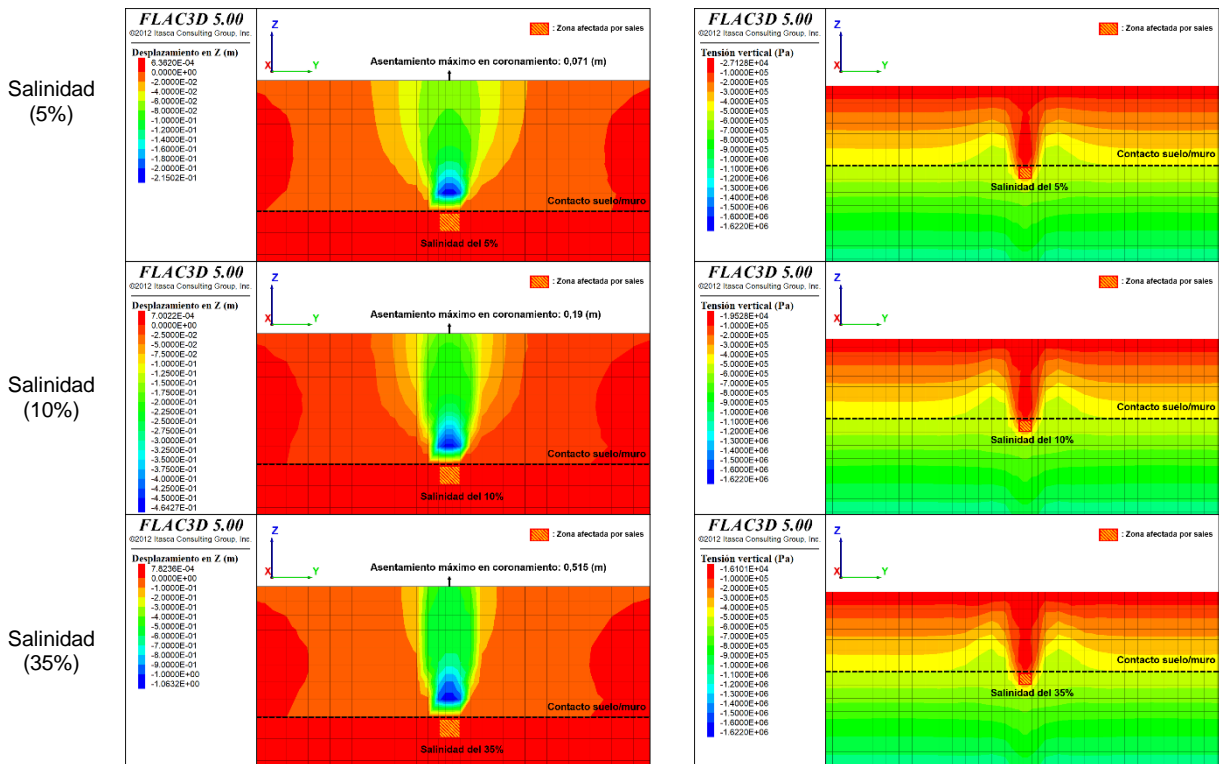 Salinidad
(5%)
FLAC3D 5.00
©2012 Itasca Consulting Group, Inc.
Desplazamiento en Z (m)
6.3620E-04
0.0000E+00
-2.0000E-02
-4.0000E-02
-6.0000E-02
-8.0000E-02
-1.0000E-01
-1.2000E-01
-1.4000E-01
-1.6000E-01
-1.8000E-01
-2.0000E-01
-2.1502E-01
Z
X
Y
: Zona afectada por sales
Asentamiento máximo en coronamiento: 0,071 (m)
Contacto suelo/muro
Salinidad del 5%
FLAC3D 5.00
©2012 Itasca Consulting Group, Inc.
Tensión vertical (Pa)
-2.7128E+04
-1.0000E+05
-2.0000E+05
-3.0000E+05
-4.0000E+05
-5.0000E+05
-6.0000E+05
-7.0000E+05
-8.0000E+05
-9.0000E+05
-1.0000E+06
-1.1000E+06
-1.2000E+06
-1.3000E+06
-1.4000E+06
-1.5000E+06
-1.6000E+06
-1.6220E+06
Z
X
Y
: Zona afectada por sales
Contacto suelo/muro
Salinidad del 5%
Salinidad
(10%)
FLAC3D 5.00
©2012 Itasca Consulting Group, Inc.
Desplazamiento en Z (m)
7.0022E-04
0.0000E+00
-2.5000E-02
-5.0000E-02
-7.5000E-02
-1.0000E-01
-1.2500E-01
-1.5000E-01
-1.7500E-01
-2.0000E-01
-2.2500E-01
-2.5000E-01
-2.7500E-01
-3.0000E-01
-3.2500E-01
-3.5000E-01
-3.7500E-01
-4.0000E-01
-4.2500E-01
-4.5000E-01
-4.6427E-01
Z
X
Y
: Zona afectada por sales
Asentamiento máximo en coronamiento: 0,19 (m)
Contacto suelo/muro
Salinidad del 10%
FLAC3D 5.00
©2012 Itasca Consulting Group, Inc.
Tensión vertical (Pa)
-1.9528E+04
-1.0000E+05
-2.0000E+05
-3.0000E+05
-4.0000E+05
-5.0000E+05
-6.0000E+05
-7.0000E+05
-8.0000E+05
-9.0000E+05
-1.0000E+06
-1.1000E+06
-1.2000E+06
-1.3000E+06
-1.4000E+06
-1.5000E+06
-1.6000E+06
-1.6220E+06
Z
X
Y
: Zona afectada por sales
Contacto suelo/muro
Salinidad del 10%
Salinidad
(35%)
FLAC3D 5.00
©2012 Itasca Consulting Group, Inc.
Desplazamiento en Z (m)
7.8236E-04
0.0000E+00
-1.0000E-01
-2.0000E-01
-3.0000E-01
-4.0000E-01
-5.0000E-01
-6.0000E-01
-7.0000E-01
-8.0000E-01
-9.0000E-01
-1.0000E+00
-1.0632E+00
Z
X
Y
: Zona afectada por sales
Asentamiento máximo en coronamiento: 0,515 (m)
Contacto suelo/muro
Salinidad del 35%
FLAC3D 5.00
©2012 Itasca Consulting Group, Inc.
Tensión vertical (Pa)
-1.6101E+04
-1.0000E+05
-2.0000E+05
-3.0000E+05
-4.0000E+05
-5.0000E+05
-6.0000E+05
-7.0000E+05
-8.0000E+05
-9.0000E+05
-1.0000E+06
-1.1000E+06
-1.2000E+06
-1.3000E+06
-1.4000E+06
-1.5000E+06
-1.6000E+06
-1.6220E+06
Z
X
Y
: Zona afectada por sales
Contacto suelo/muro
Salinidad del 35%